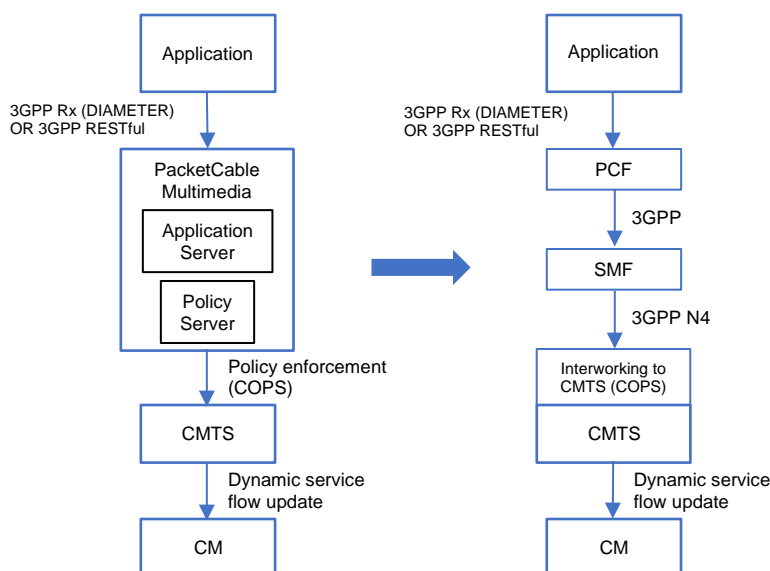 Application
3GPP Rx (DIAMETER)
OR 3GPP RESTful
PacketCable
Multimedia
Application
Server
Policy
Server
Policy enforcement
(COPS)
CMTS
Dynamic service
flow update
CM
Application
3GPP Rx (DIAMETER)
OR 3GPP RESTful
PCF
3GPP
SMF
3GPP N4
Interworking to
CMTS (COPS)
CMTS
Dynamic service
flow update
CM